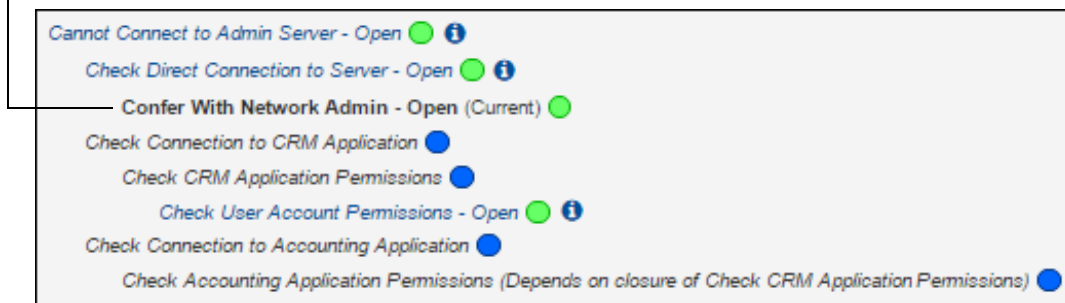 Cannot Connect to Admin Server - Open
Check Direct Connection to Server - Open
Confer With Network Admin - Open (Current)
Check Connection to CRM Application
Check CRM Application Permissions
Check User Account Permissions - Open
Check Connection to Accounting Application
Check Accounting Application Permissions (Depends on closure of Check CRM Application Permissions)